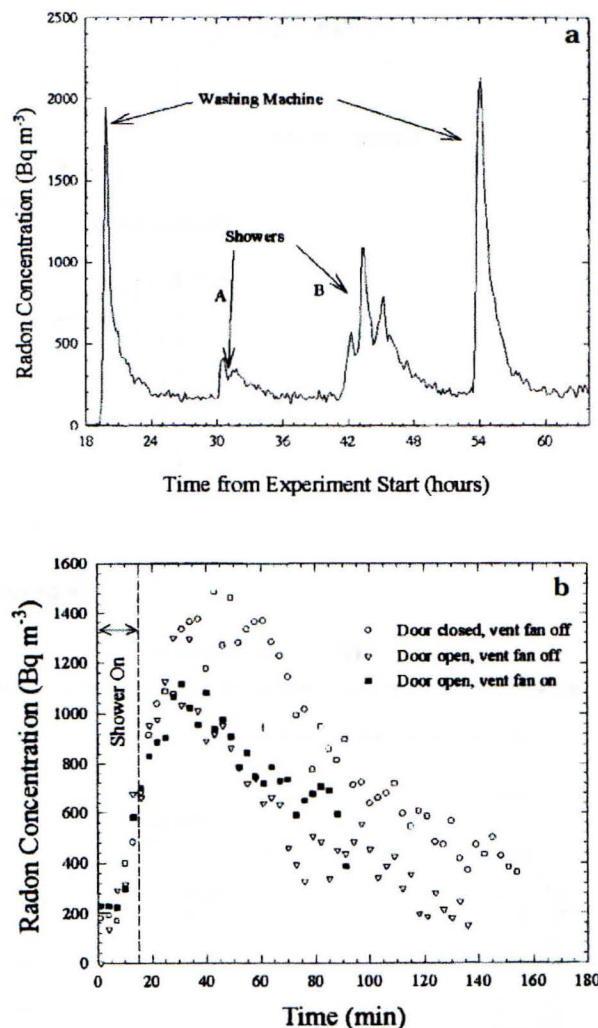 a
2500
2000
1500
1000
500
0
Radon Concentration (Bq m⁻³)
Washing Machine
Showers
A
B
18 24 30 36 42 48 54 60
Time from Experiment Start (hours)
b
1600
1400
1200
1000
800
600
400
200
0
Radon Concentration (Bq m⁻³)
Shower On
Door closed, vent fan off
Door open, vent fan off
Door open, vent fan on
0 20 40 60 80 100 120 140 160 180
Time (min)